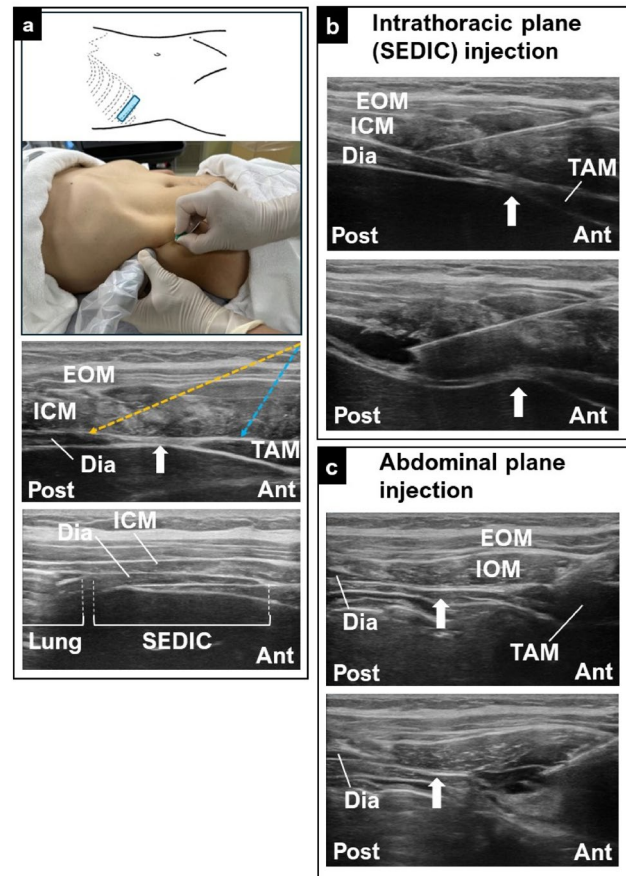 a
EOM
ICM
TAM
Dia
Post
Ant
ICM
Dia
Lung
SEDIC
Ant
b
Intrathoracic plane
(SEDIC) injection
EOM
ICM
Dia
TAM
Post
Ant
Post
Ant
c
Abdominal plane
injection
EOM
IOM
Dia
TAM
Post
Ant
Dia
Post
Ant